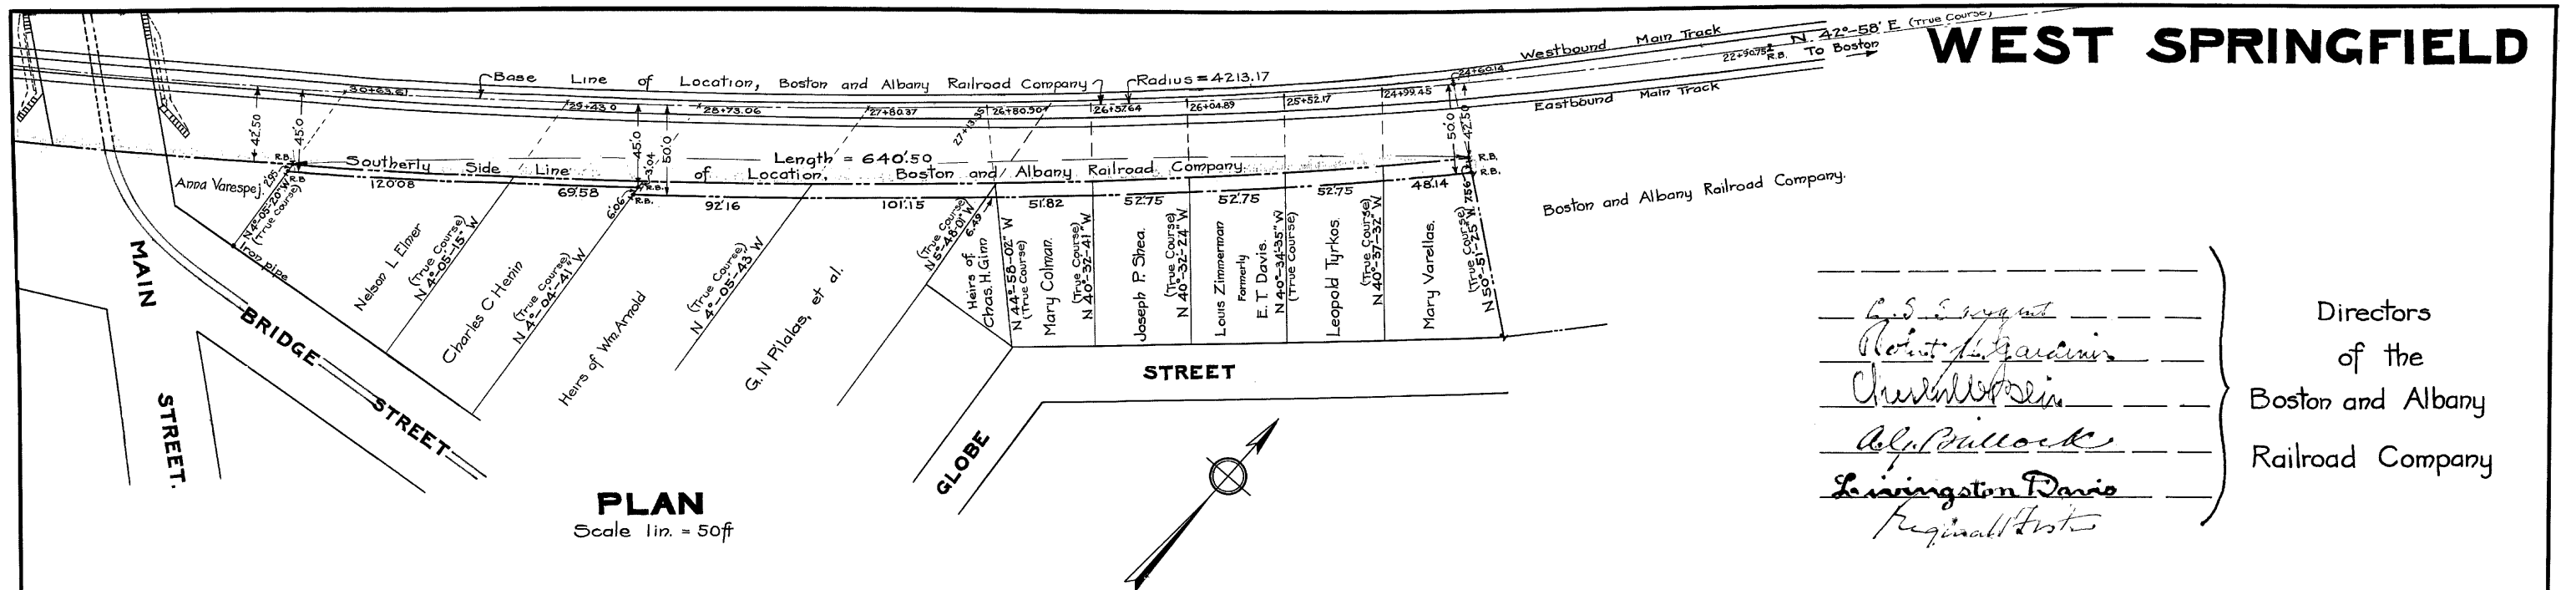 WEST SPRINGFIELD
N 42°-58' E (True Course)
Westbound Main Track
22+90.75
R.B.
To Boston
Eastbound Main Track
Base Line of Location, Boston and Albany Railroad Company
Radius = 4213.17
30+63.61
29+43.0
28+73.06
27+80.37
26+80.50
26+57.64
26+04.89
25+52.17
24+99.45
24+60.14
42.50
45.0
45.0
50.0
50.0
42.50
3.04
Length = 640.50
Southerly Side Line of Location, Boston and Albany Railroad Company.
R.B.
R.B.
R.B.
R.B.
R.B.
R.B.
120.08
69.58
6.06
92.16
101.15
6.49
51.82
52.75
52.75
52.75
48.14
7.56
Anna Varespej.
N 4°-05'-20" W
(True Course)
Iron pipe
Nelson L Elmer
(True Course)
N 4°-05'-15" W
Charles C Henin
(True Course)
N 4°-04'-41" W
Heirs of Wm. Arnold
(True Course)
N 4°-05'-43" W
G. N Pilalas, et al.
(True Course)
N 5°-48'-01" W
Heirs of
Chas. H. Ginn
N 44°-58'-02" W
(True Course)
Mary Colman.
(True Course)
N 40°-32'-41" W
Joseph P. Shea.
(True Course)
N 40°-32'-24" W
Louis Zimmerman
Formerly
E. T. Davis.
N 40°-34'-35" W
(True Course)
Leopold Tyrkos.
(True Course)
N 40°-37'-32" W
Mary Varellas.
(True Course)
N 50°-51'-25" W
Boston and Albany Railroad Company.
MAIN
STREET.
BRIDGE STREET
GLOBE
STREET
PLAN
Scale 1in. = 50ft
A. G. Bullock
Livingston Davis
Directors
of the
Boston and Albany
Railroad Company